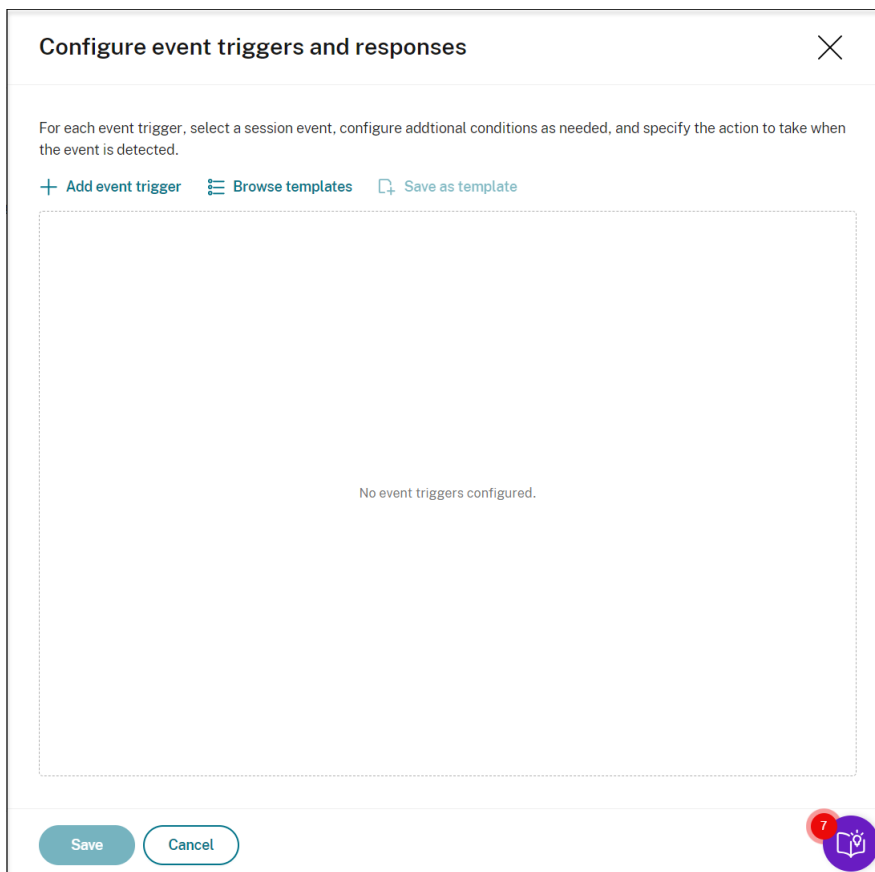 Configure event triggers and responses
For each event trigger, select a session event, configure addtional conditions as needed, and specify the action to take when
the event is detected.
Add event trigger Browse templates Save as template
No event triggers configured.
Save Cancel
7